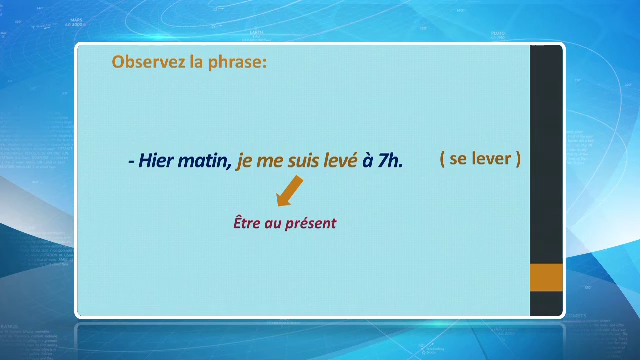 Observez la phrase:
- Hier matin, je me suis levé à 7h. ( se lever )
Être au présent